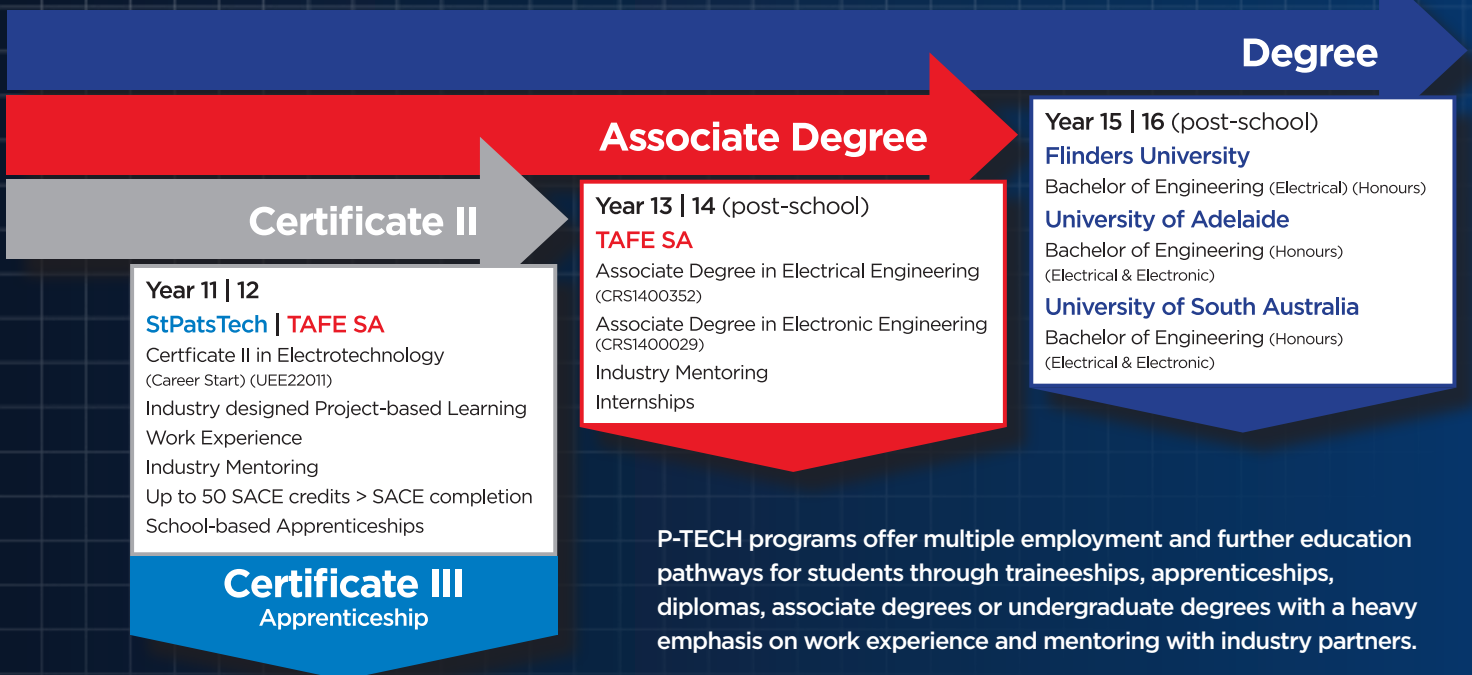 Degree
Associate Degree
Certificate II
Year 11 | 12
StPatsTech | TAFE SA
Certficate II in Electrotechnology
(Career Start) (UEE22011)
Industry designed Project-based Learning
Work Experience
Industry Mentoring
Up to 50 SACE credits > SACE completion
School-based Apprenticeships
Certificate III
Apprenticeship
Year 13 | 14 (post-school)
TAFE SA
Associate Degree in Electrical Engineering
(CRS1400352)
Associate Degree in Electronic Engineering
(CRS1400029)
Industry Mentoring
Internships
Year 15 | 16 (post-school)
Flinders University
Bachelor of Engineering (Electrical) (Honours)
University of Adelaide
Bachelor of Engineering (Honours)
(Electrical & Electronic)
University of South Australia
Bachelor of Engineering (Honours)
(Electrical & Electronic)
P-TECH programs offer multiple employment and further education
pathways for students through traineeships, apprenticeships,
diplomas, associate degrees or undergraduate degrees with a heavy
emphasis on work experience and mentoring with industry partners.